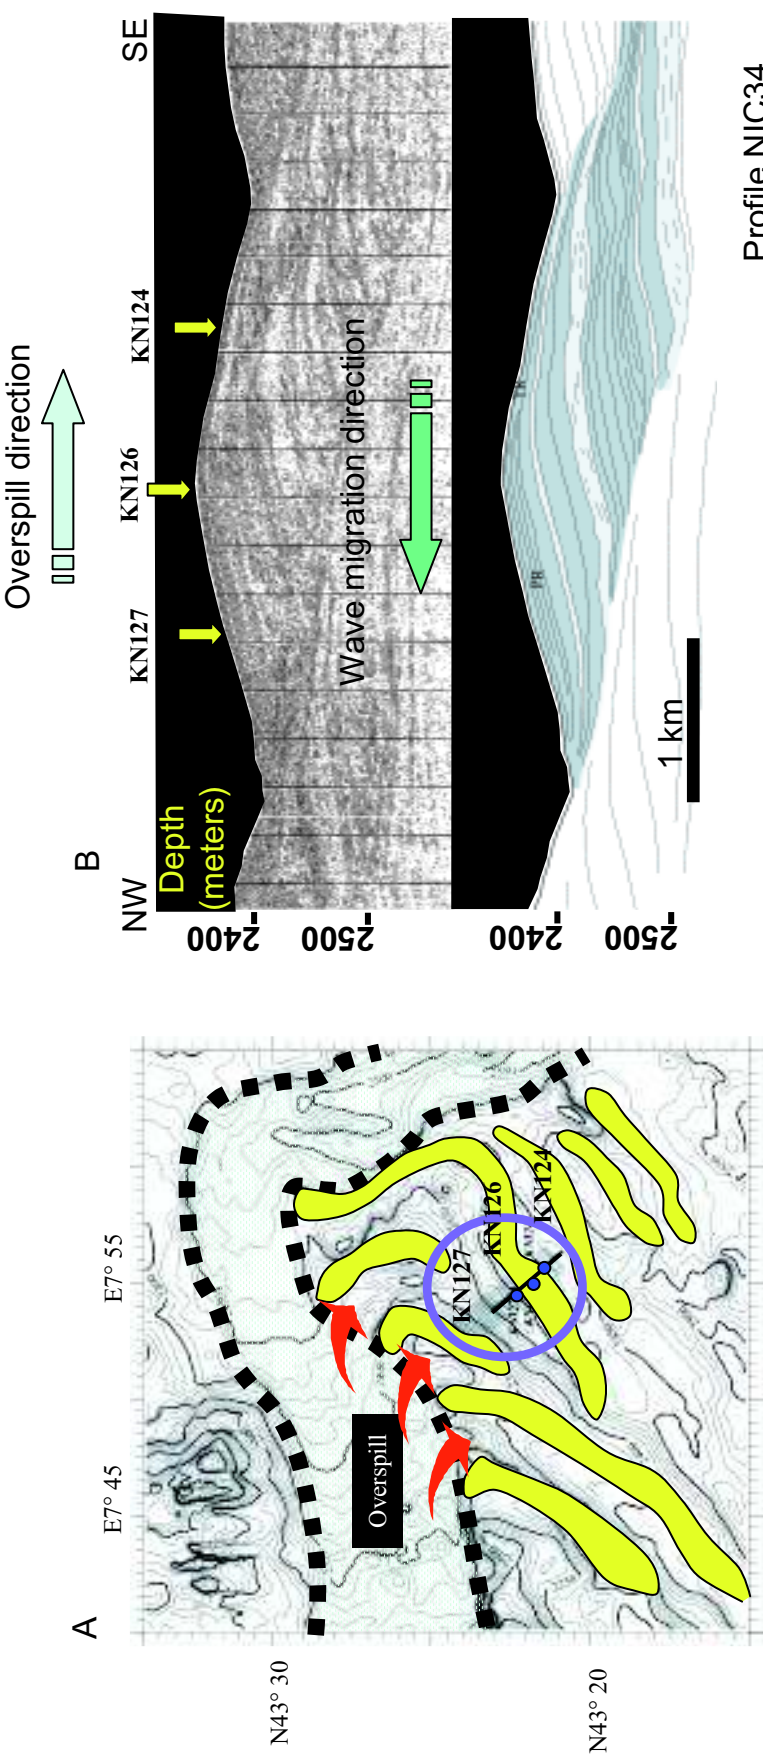 A
E7° 45
E7° 55
N43° 30
N43° 20
Overspill
KN127
KN126
KN124
B
Overspill direction
NW
SE
KN127
KN126
KN124
Depth
(meters)
2400
2500
Wave migration direction
2400
2500
PR
1 km
Profile NIC34